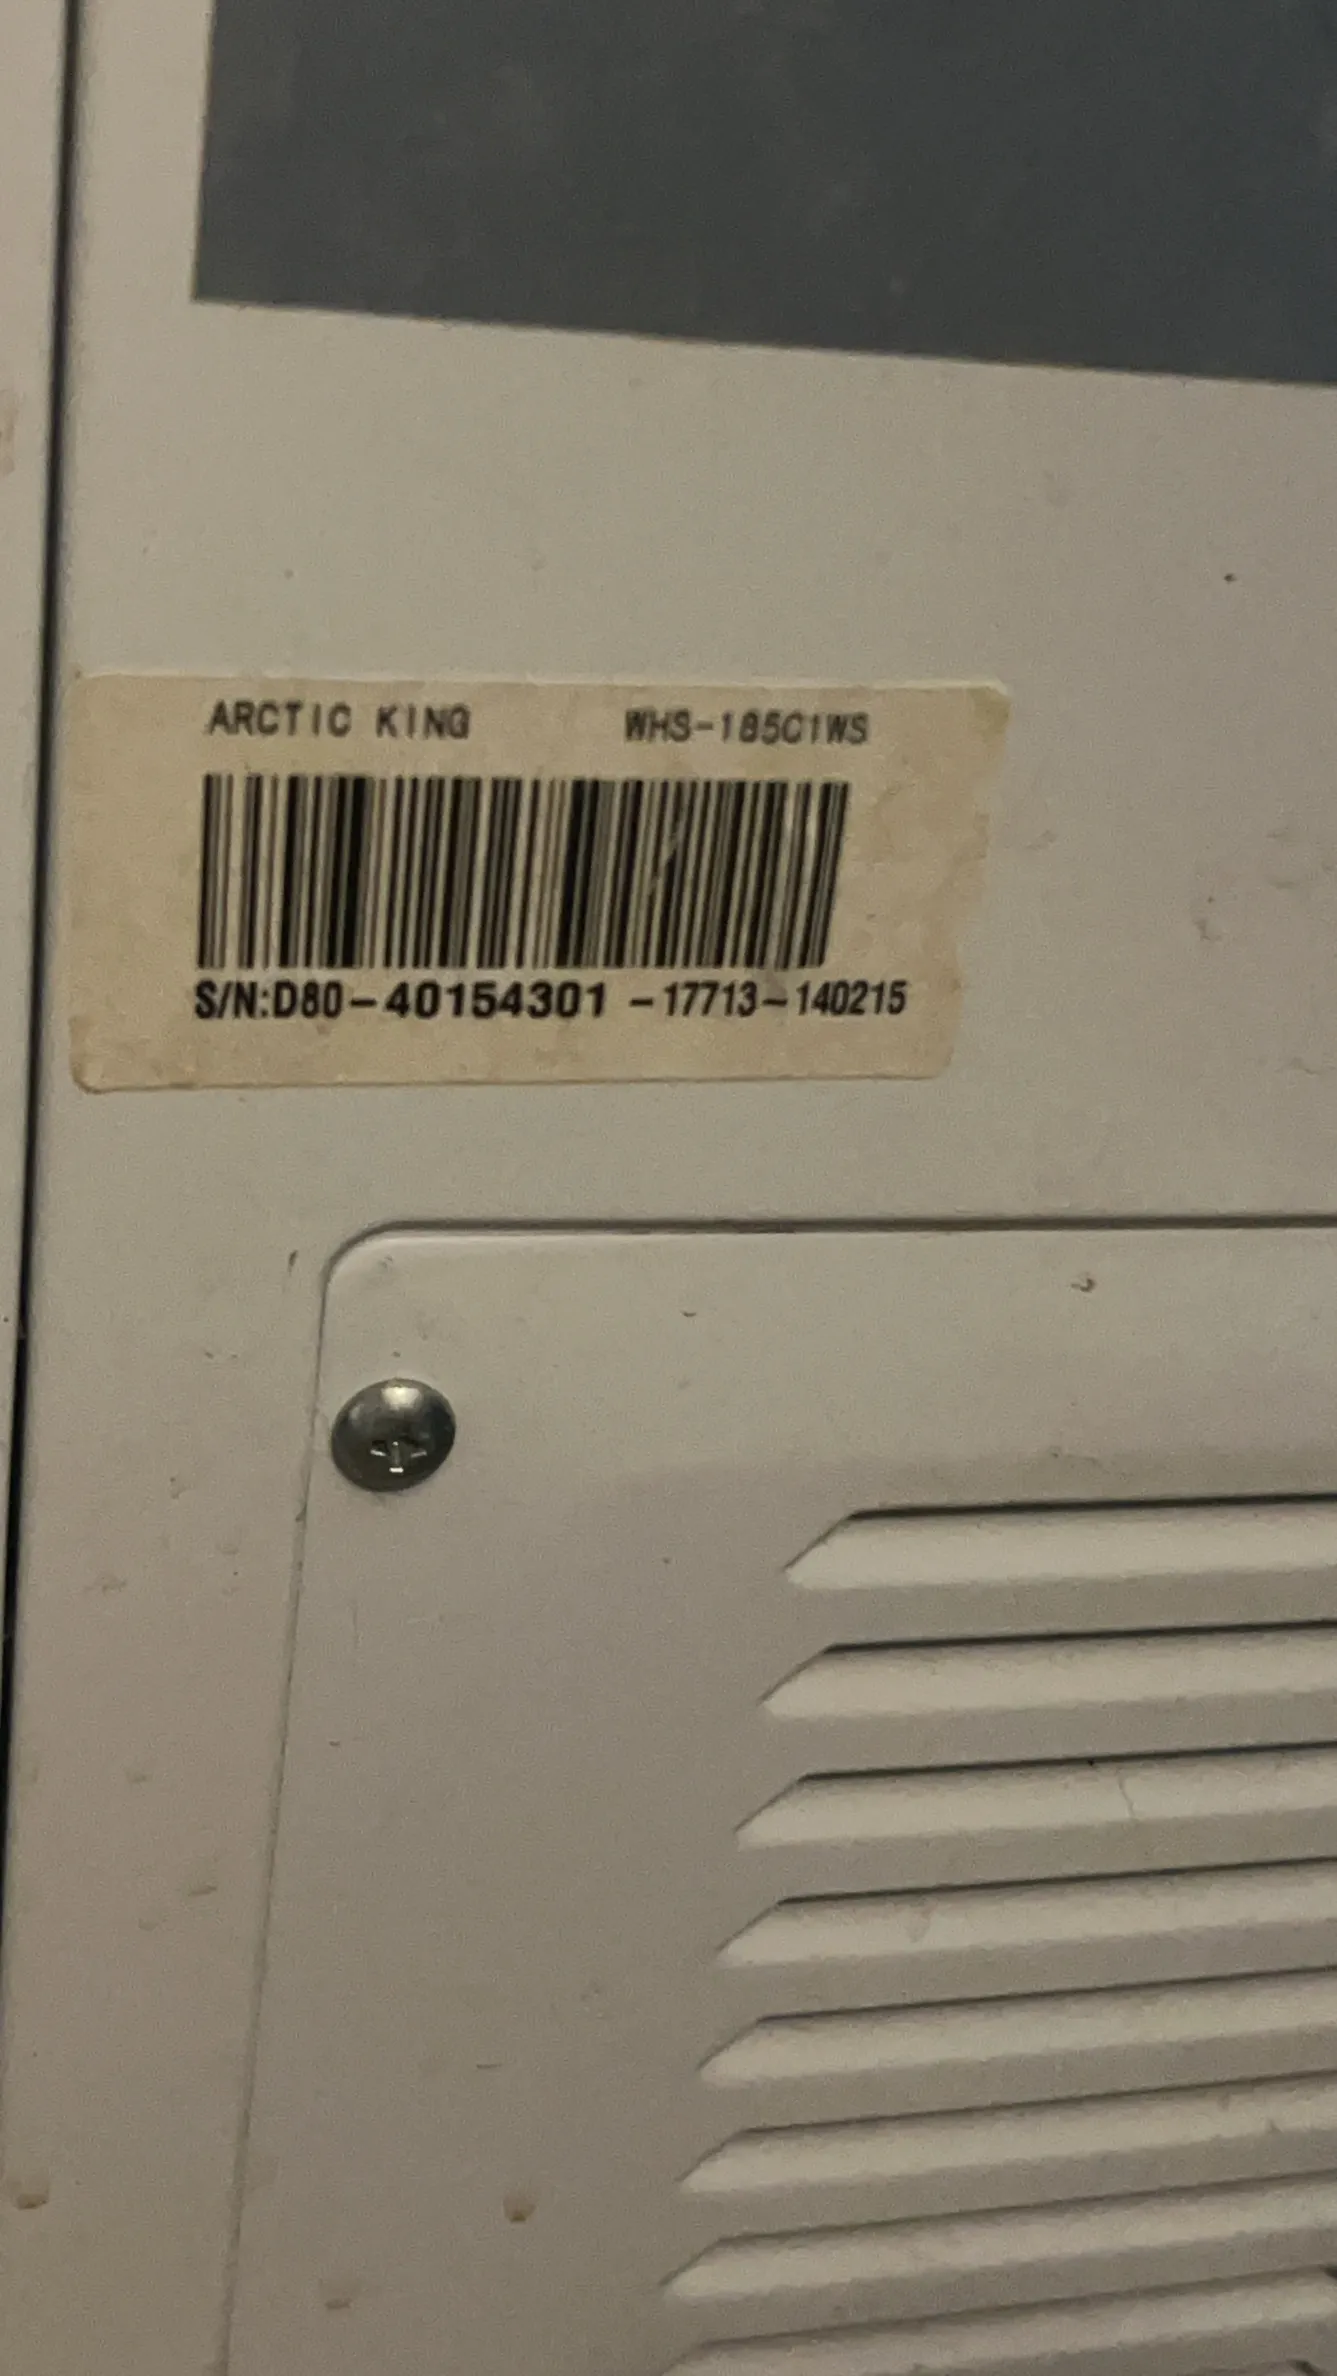 ARCTIC KING WHS-185C1WS
S/N:D80-40154301-17713-140215